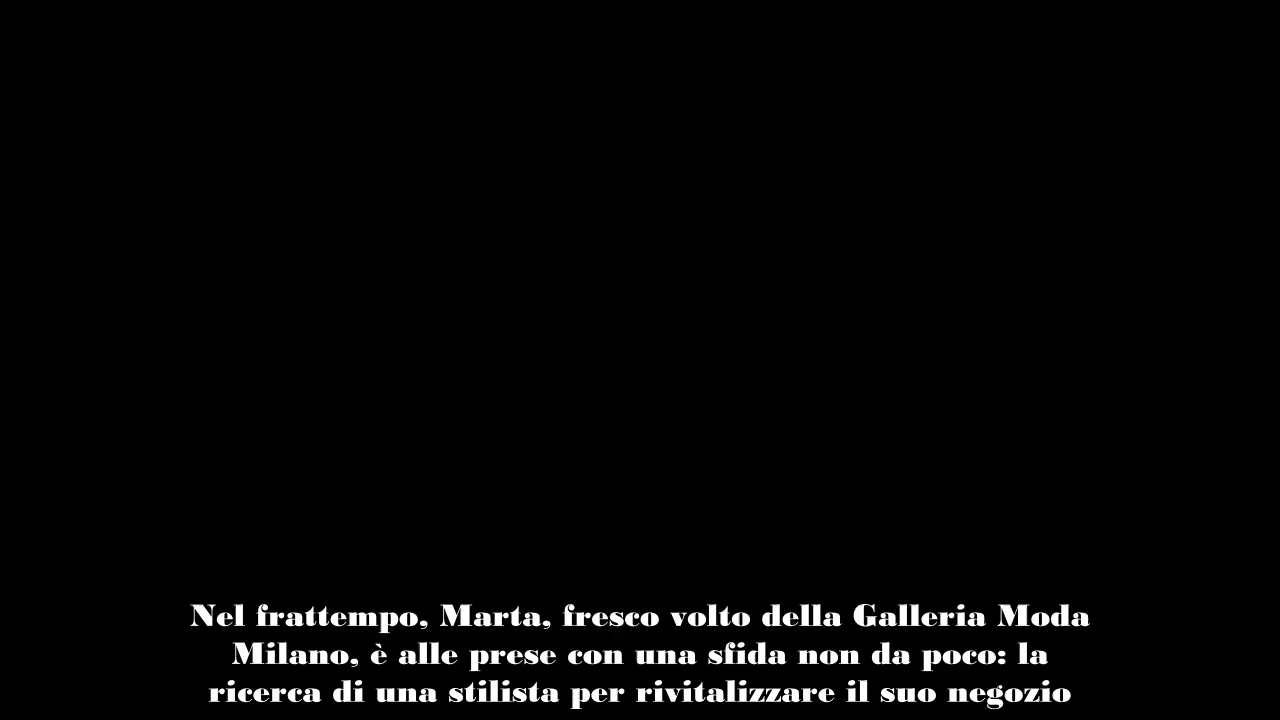 Nel frattempo, Marta, fresco volto della Galleria Moda
Milano, è alle prese con una sfida non da poco: la
ricerca di una stilista per rivitalizzare il suo negozio